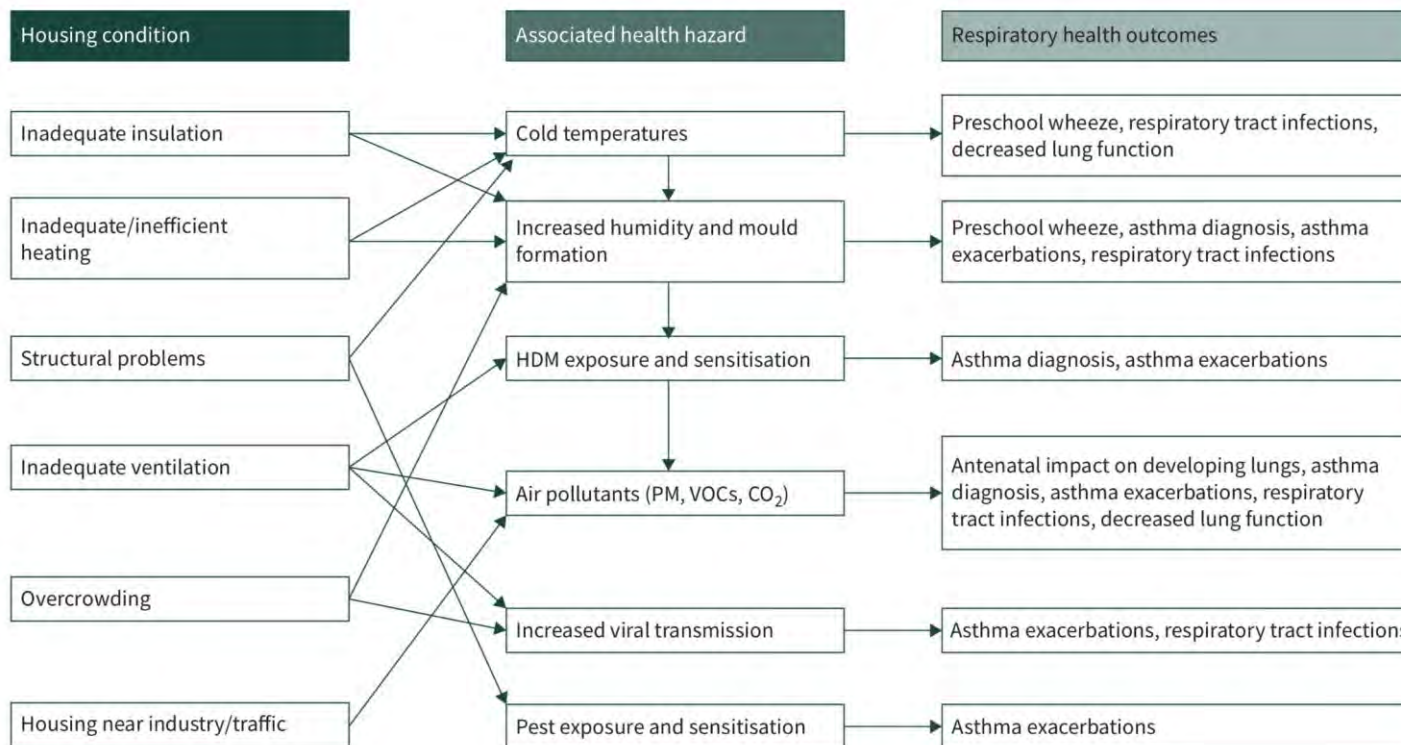 Housing condition
Associated health hazard
Respiratory health outcomes
Inadequate insulation
Cold temperatures
Preschool wheeze, respiratory tract infections,
decreased lung function
Inadequate/inefficient
heating
Increased humidity and mould
formation
Preschool wheeze, asthma diagnosis, asthma
exacerbations, respiratory tract infections
Structural problems
HDM exposure and sensitisation
Asthma diagnosis, asthma exacerbations
Inadequate ventilation
Air pollutants (PM, VOCs, CO₂)
Antenatal impact on developing lungs, asthma
diagnosis, asthma exacerbations, respiratory
tract infections, decreased lung function
Overcrowding
Increased viral transmission
Asthma exacerbations, respiratory tract infections
Housing near industry/traffic
Pest exposure and sensitisation
Asthma exacerbations